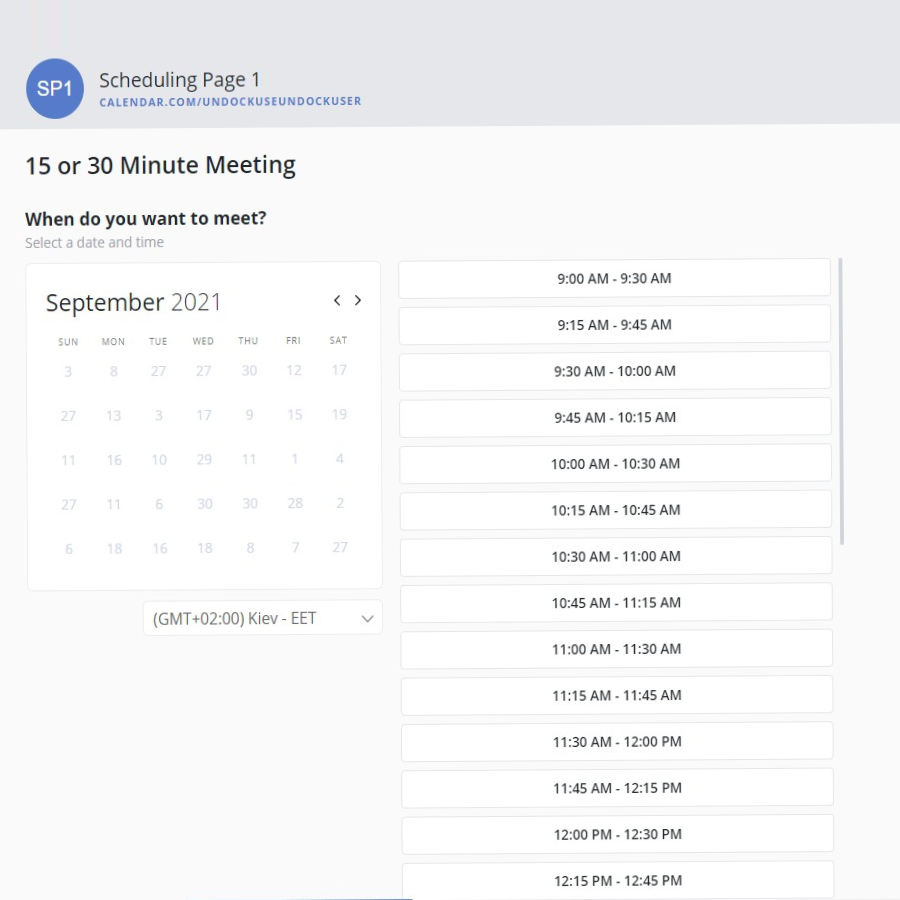 SP1
Scheduling Page 1
CALENDAR.COM/UNDOCKUSEUNDOCKUSER
15 or 30 Minute Meeting
When do you want to meet?
Select a date and time
September 2021
SUN MON TUE WED THU FRI SAT
3 8 27 27 30 12 17
27 13 3 17 9 15 19
11 16 10 29 11 1 4
27 11 6 30 30 28 2
6 18 16 18 8 7 27
(GMT+02:00) Kiev - EET
9:00 AM - 9:30 AM
9:15 AM - 9:45 AM
9:30 AM - 10:00 AM
9:45 AM - 10:15 AM
10:00 AM - 10:30 AM
10:15 AM - 10:45 AM
10:30 AM - 11:00 AM
10:45 AM - 11:15 AM
11:00 AM - 11:30 AM
11:15 AM - 11:45 AM
11:30 AM - 12:00 PM
11:45 AM - 12:15 PM
12:00 PM - 12:30 PM
12:15 PM - 12:45 PM